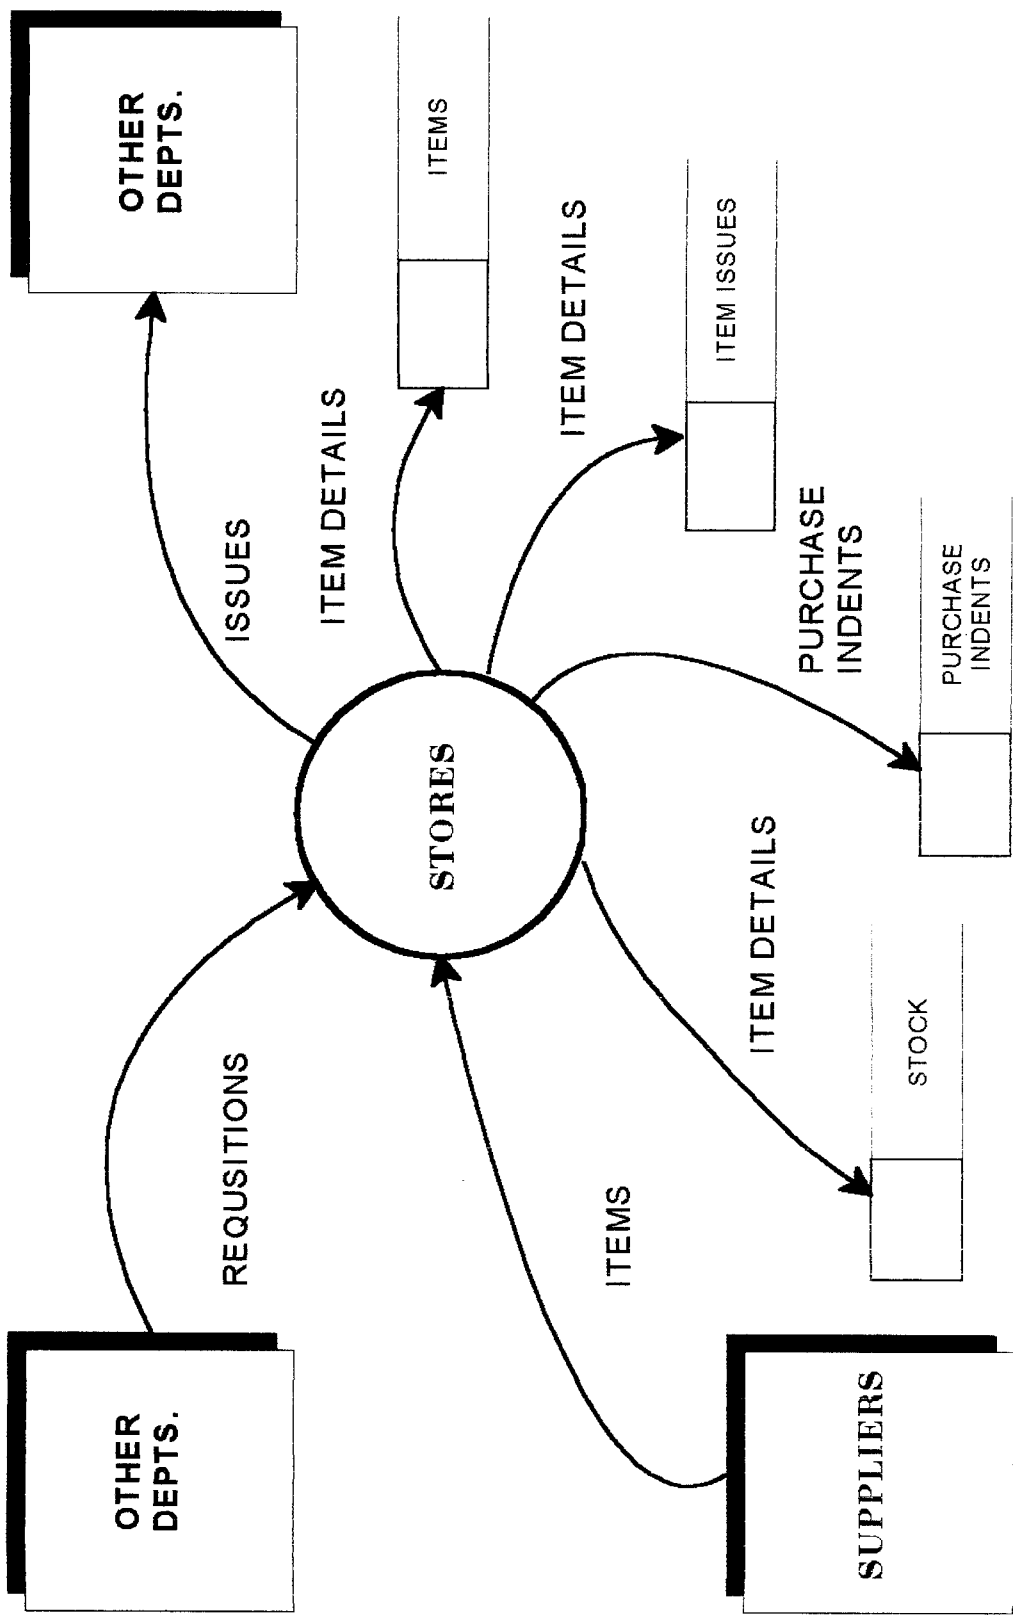 OTHER
DEPTS.
OTHER
DEPTS.
REQUSITIONS
ISSUES
ITEM DETAILS
STORES
ITEMS
ITEM DETAILS
ITEMS
ITEM ISSUES
ITEM DETAILS
PURCHASE
INDENTS
SUPPLIERS
STOCK
PURCHASE
INDENTS